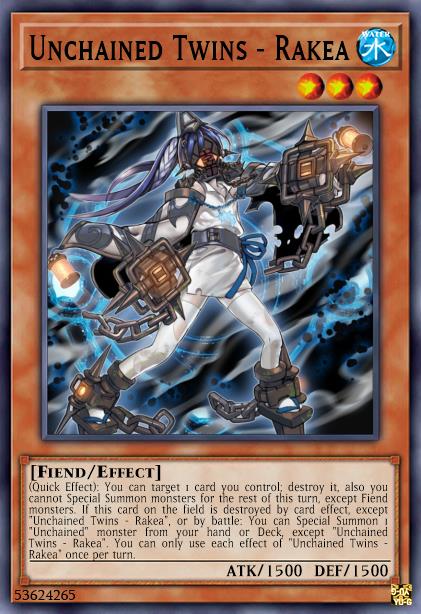 Unchained Twins - Rakea
WATER
水
[Fiend/Effect]
(Quick Effect): You can target 1 card you control; destroy it, also you
cannot Special Summon monsters for the rest of this turn, except Fiend
monsters. If this card on the field is destroyed by card effect, except
"Unchained Twins - Rakea", or by battle: You can Special Summon 1
"Unchained" monster from your hand or Deck, except "Unchained
Twins - Rakea". You can only use each effect of "Unchained Twins -
Rakea" once per turn.
ATK/1500 DEF/1500
53624265